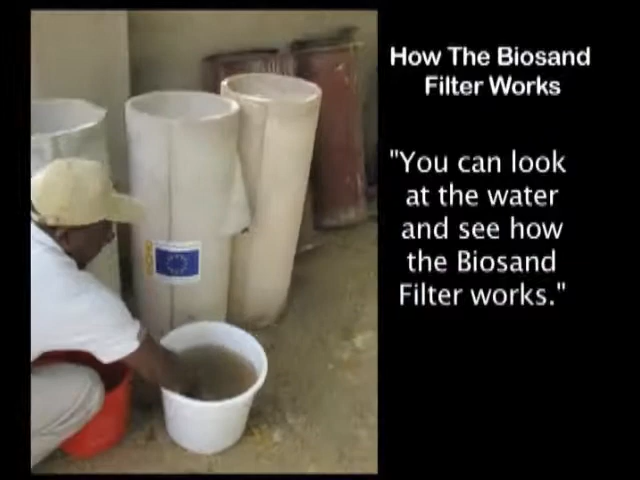 How The Biosand
Filter Works
"You can look
at the water
and see how
the Biosand
Filter works."